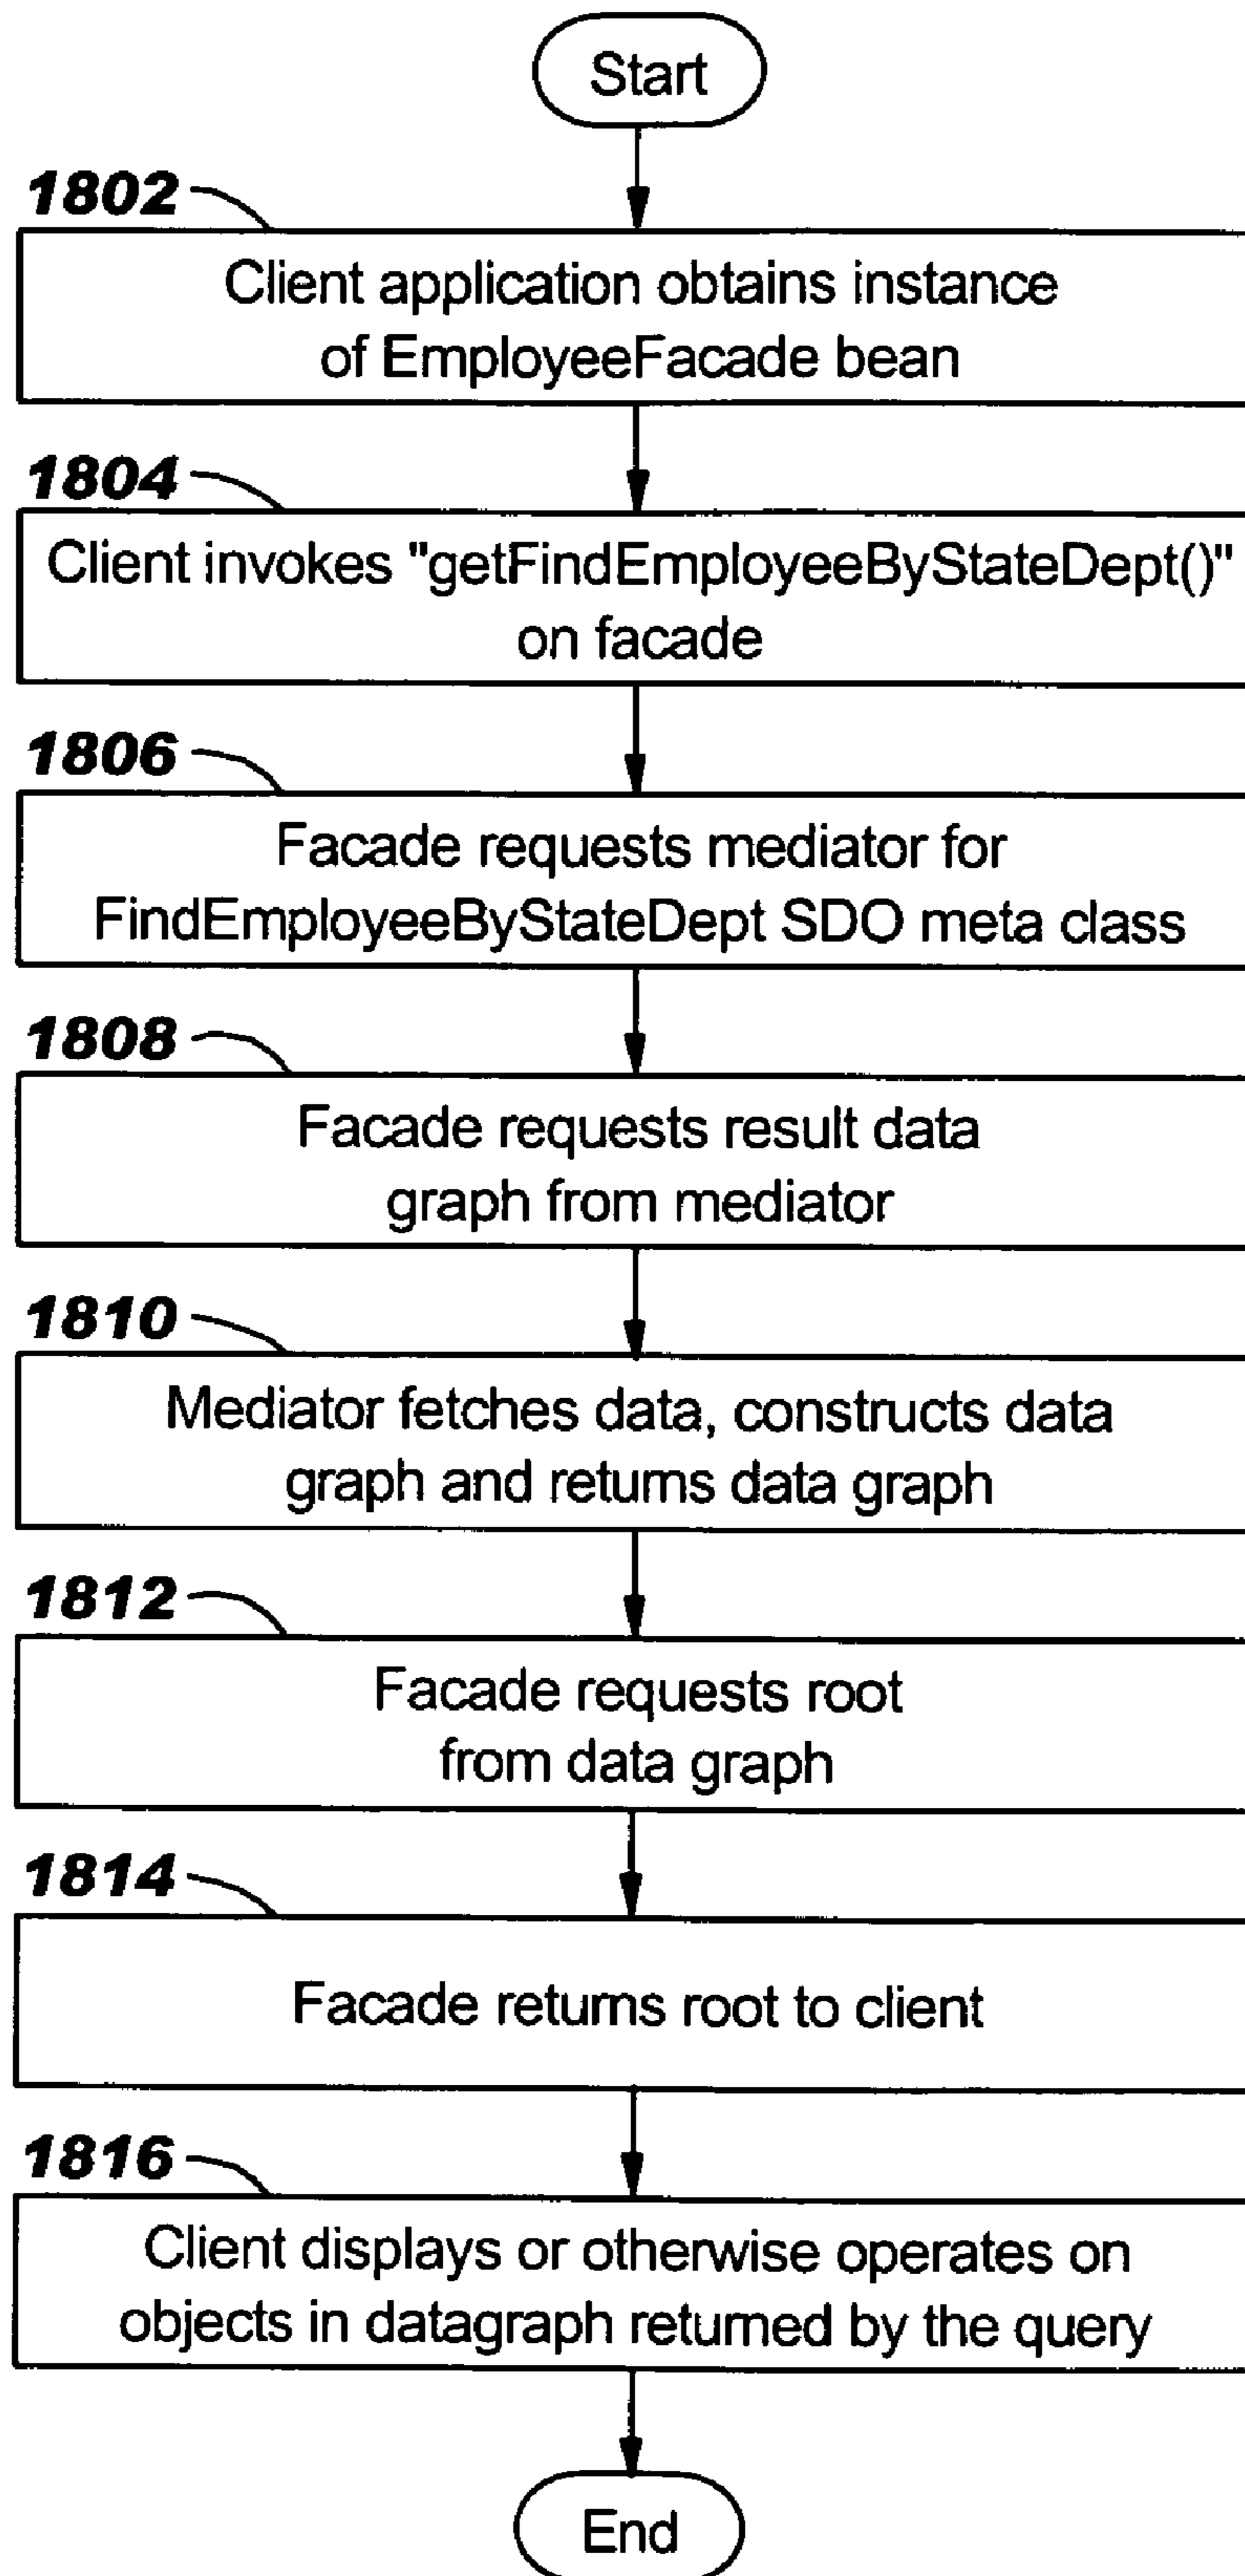 Start
1802
Client application obtains instance
of EmployeeFacade bean
1804
Client invokes "getFindEmployeeByStateDept()"
on facade
1806
Facade requests mediator for
FindEmployeeByStateDept SDO meta class
1808
Facade requests result data
graph from mediator
1810
Mediator fetches data, constructs data
graph and returns data graph
1812
Facade requests root
from data graph
1814
Facade returns root to client
1816
Client displays or otherwise operates on
objects in datagraph returned by the query
End